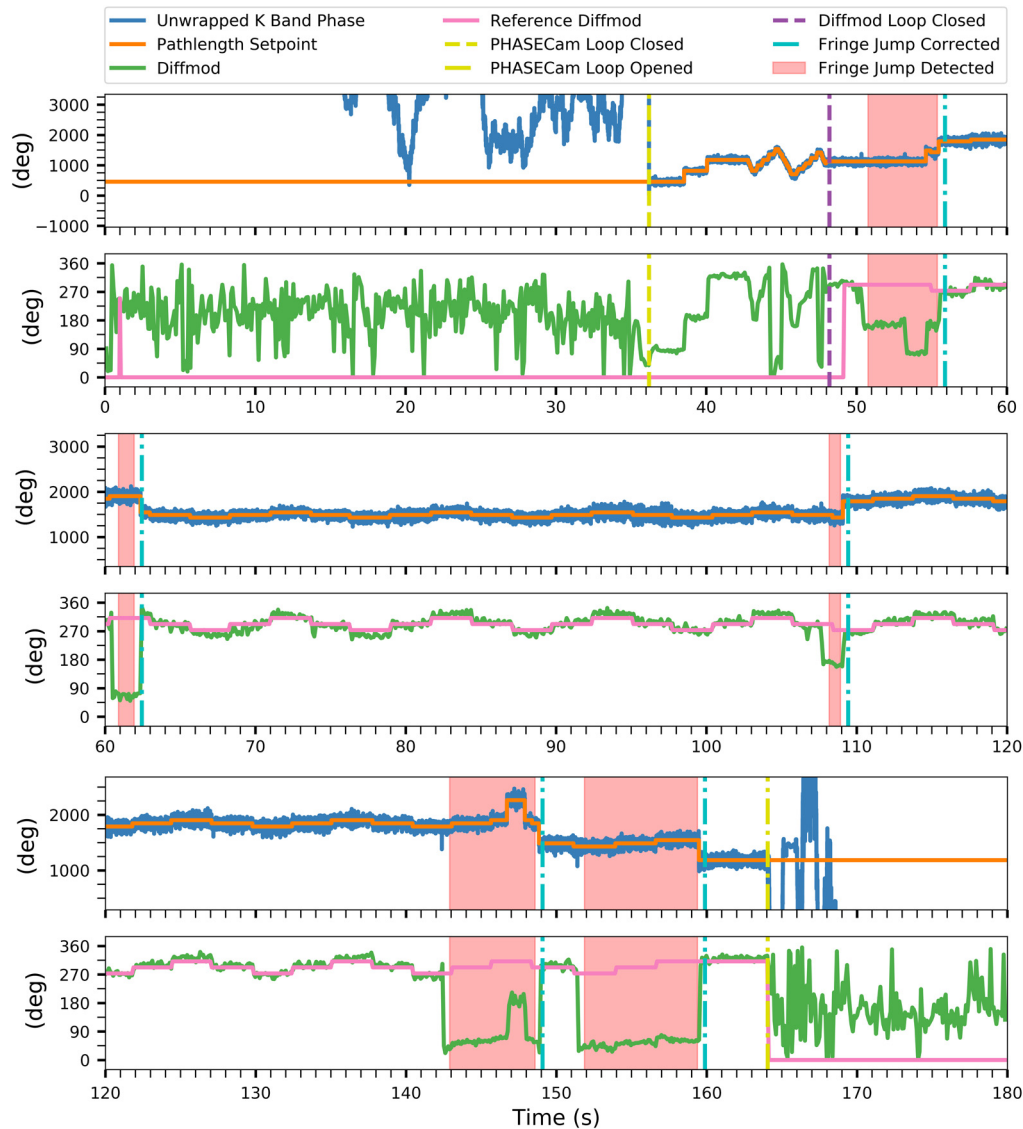 Unwrapped K Band Phase
Pathlength Setpoint
Diffmod
Reference Diffmod
PHASECam Loop Closed
PHASECam Loop Opened
Diffmod Loop Closed
Fringe Jump Corrected
Fringe Jump Detected
(deg)
3000
2000
1000
0
−1000
(deg)
360
270
180
90
0
0 10 20 30 40 50 60
(deg)
3000
2000
1000
(deg)
360
270
180
90
0
60 70 80 90 100 110 120
(deg)
2000
1000
(deg)
360
270
180
90
0
120 130 140 150 160 170 180
Time (s)